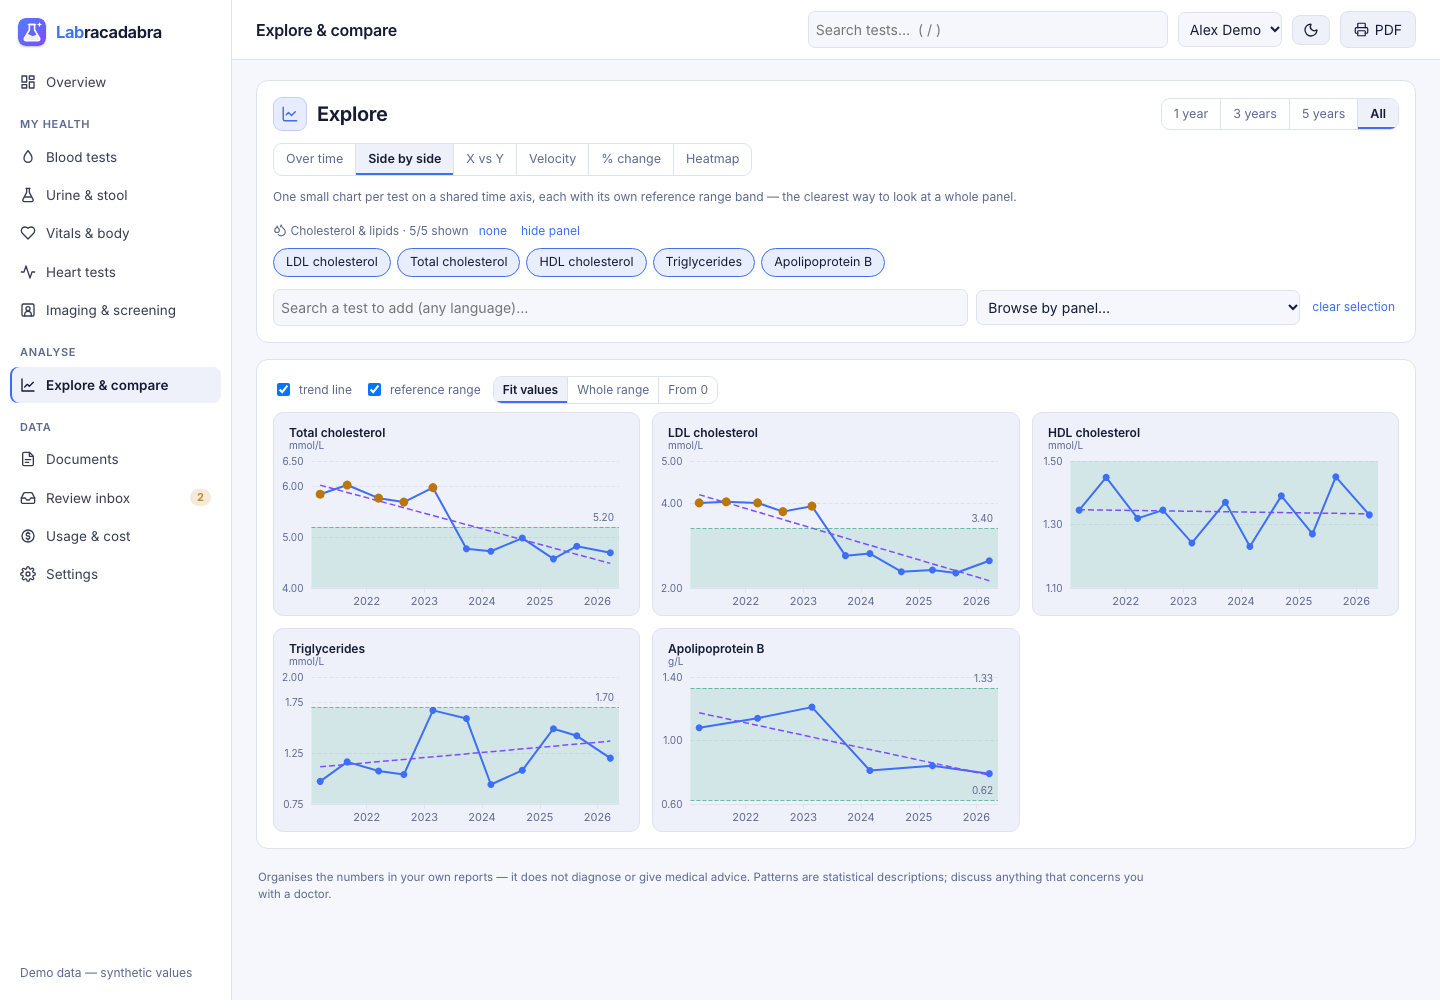 Labracadabra
Overview
MY HEALTH
Blood tests
Urine & stool
Vitals & body
Heart tests
Imaging & screening
ANALYSE
Explore & compare
DATA
Documents
Review inbox 2
Usage & cost
Settings
Demo data — synthetic values
Explore & compare
Search tests... ( / )
Alex Demo
PDF
Explore
1 year 3 years 5 years All
Over time Side by side X vs Y Velocity % change Heatmap
One small chart per test on a shared time axis, each with its own reference range band — the clearest way to look at a whole panel.
Cholesterol & lipids · 5/5 shown none hide panel
LDL cholesterol Total cholesterol HDL cholesterol Triglycerides Apolipoprotein B
Search a test to add (any language)...
Browse by panel...
clear selection
trend line reference range Fit values Whole range From 0
Total cholesterol
mmol/L
6.50
6.00
5.20
5.00
4.00
2022 2023 2024 2025 2026
LDL cholesterol
mmol/L
5.00
4.00
3.40
2.00
2022 2023 2024 2025 2026
HDL cholesterol
mmol/L
1.50
1.30
1.10
2022 2023 2024 2025 2026
Triglycerides
mmol/L
2.00
1.75
1.70
1.25
0.75
2022 2023 2024 2025 2026
Apolipoprotein B
g/L
1.40
1.33
1.00
0.62
0.60
2022 2023 2024 2025 2026
Organises the numbers in your own reports — it does not diagnose or give medical advice. Patterns are statistical descriptions; discuss anything that concerns you
with a doctor.